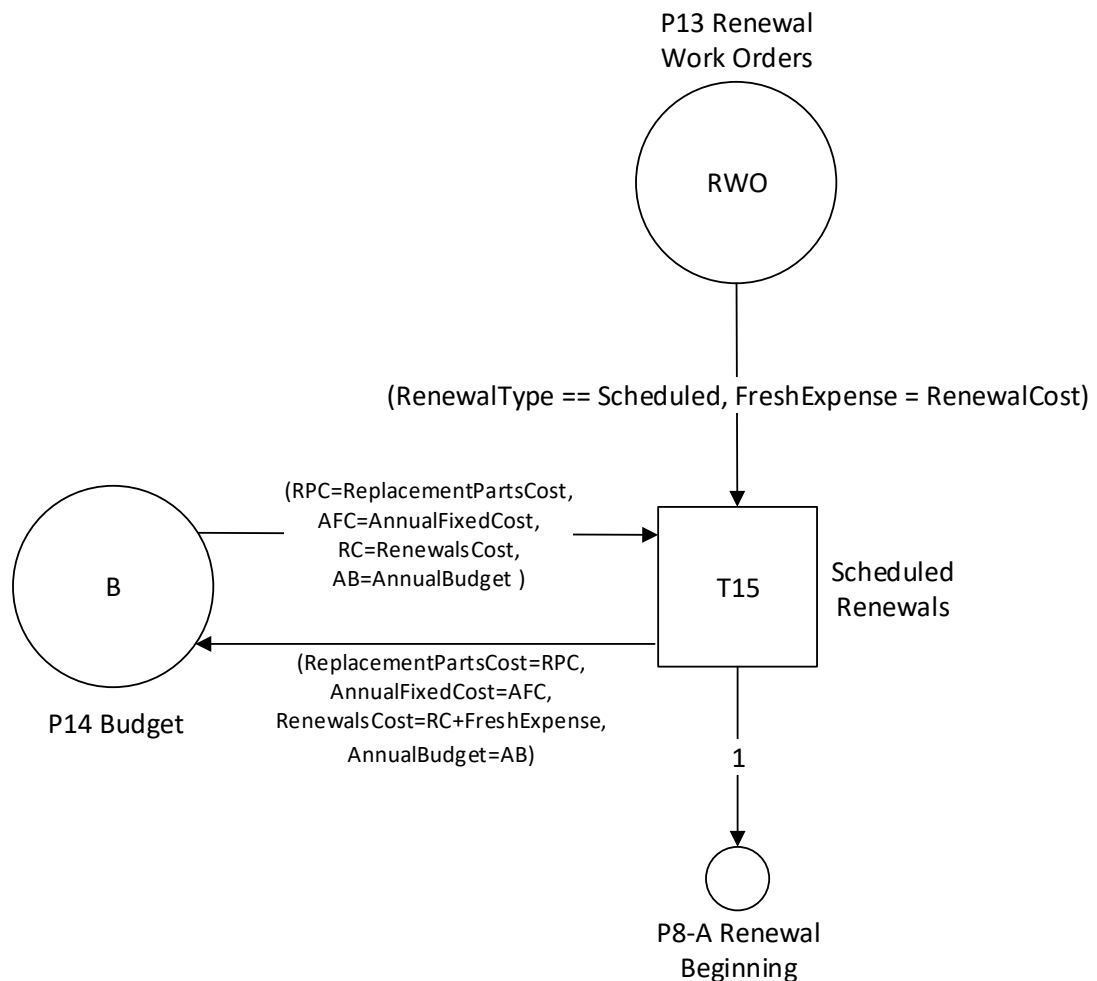 P13 Renewal
Work Orders
RWO
(RenewalType == Scheduled, FreshExpense = RenewalCost)
(RPC=ReplacementPartsCost,
AFC=AnnualFixedCost,
RC=RenewalsCost,
AB=AnnualBudget )
B
T15
Scheduled
Renewals
(ReplacementPartsCost=RPC,
AnnualFixedCost=AFC,
RenewalsCost=RC+FreshExpense,
AnnualBudget=AB)
P14 Budget
1
P8-A Renewal
Beginning